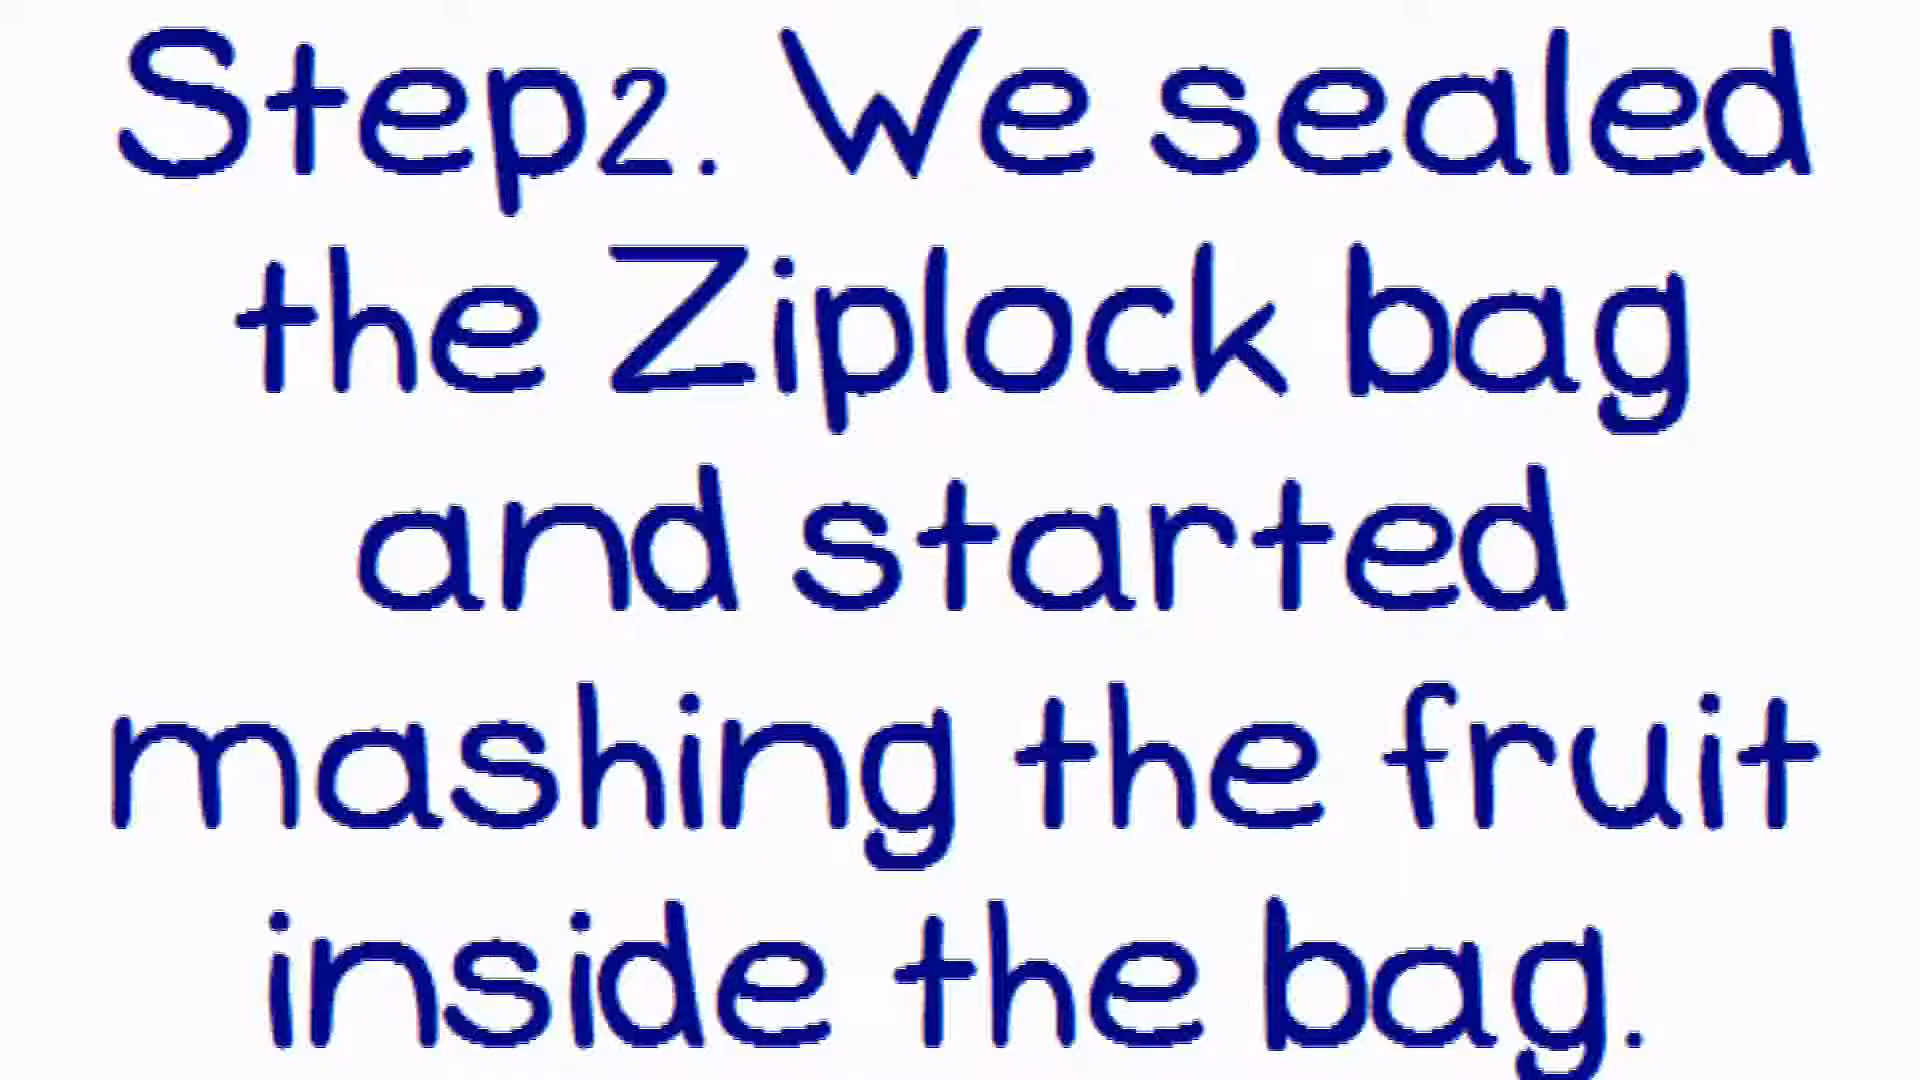 Step2. We sealed
the Ziplock bag
and started
mashing the fruit
inside the bag.